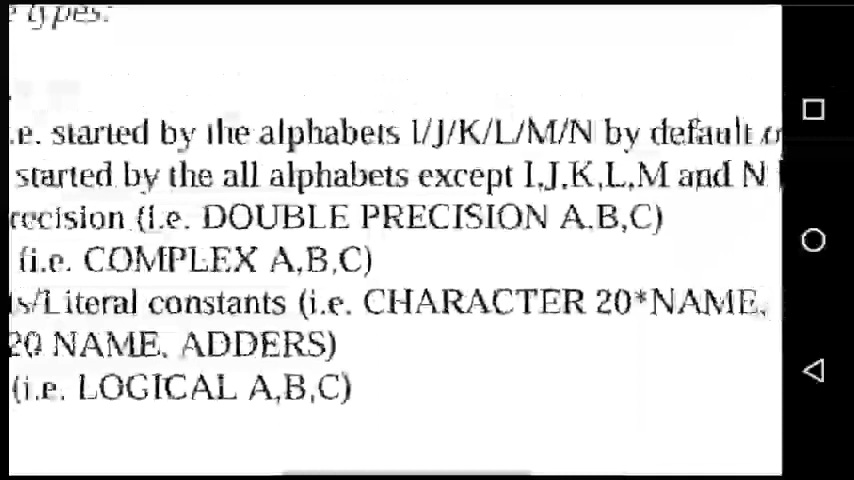 types:
.e. started by the alphabets I/J/K/L/M/N by default
started by the all alphabets except I,J,K,L,M and N
recision (i.e. DOUBLE PRECISION A,B,C)
(i.e. COMPLEX A,B,C)
s/Literal constants (i.e. CHARACTER 20*NAME,
20 NAME, ADDERS)
(i.e. LOGICAL A,B,C)